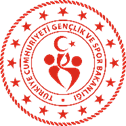 TÜRKİYE CUMHURİYETİ GENÇLİK VE SPOR BAKANLIĞI